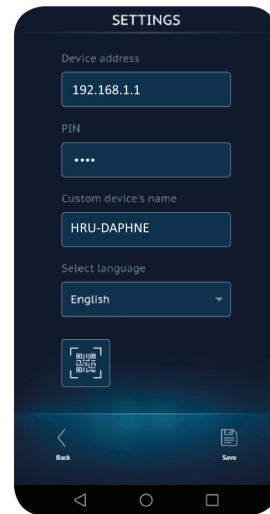 SETTINGS
Device address
192.168.1.1
PIN
••••
Custom device's name
HRU-DAPHNE
Select language
English
Back Save